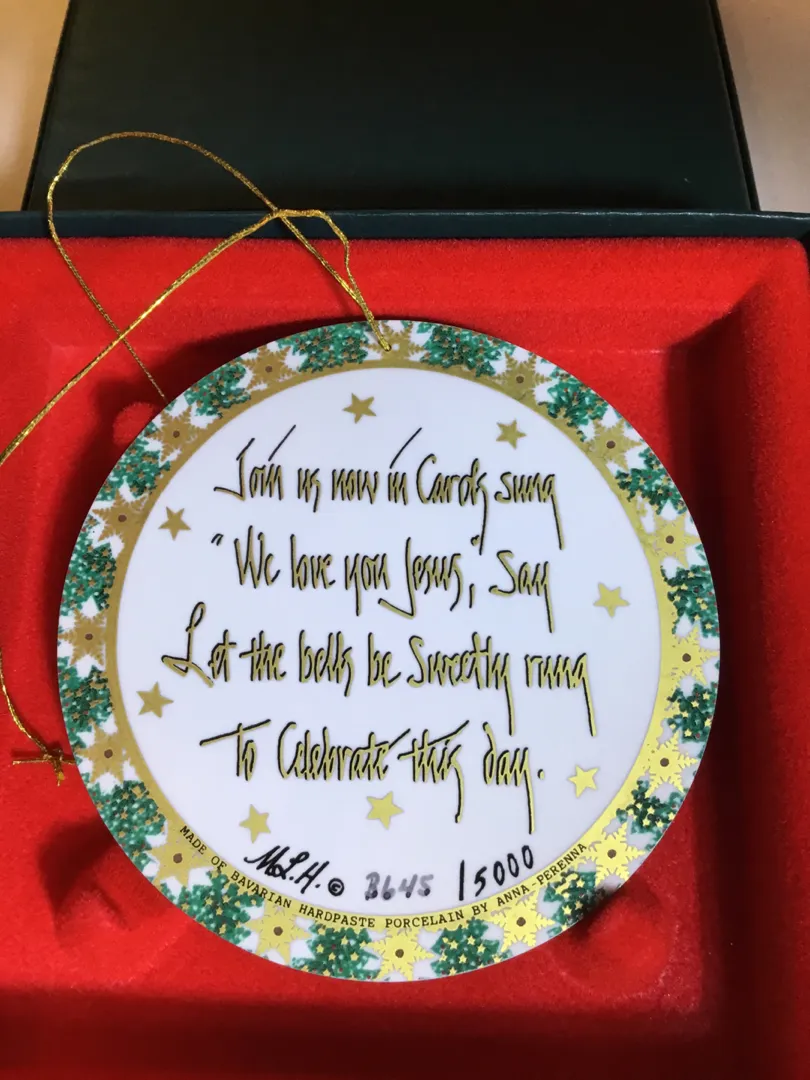 Join us now in Carols sung
"We love you Jesus," Say
Let the bells be Sweetly rung
To Celebrate this day.
M.L.H. © B645 /5000
MADE OF BAVARIAN HARDPASTE PORCELAIN BY ANNA-PERENNA